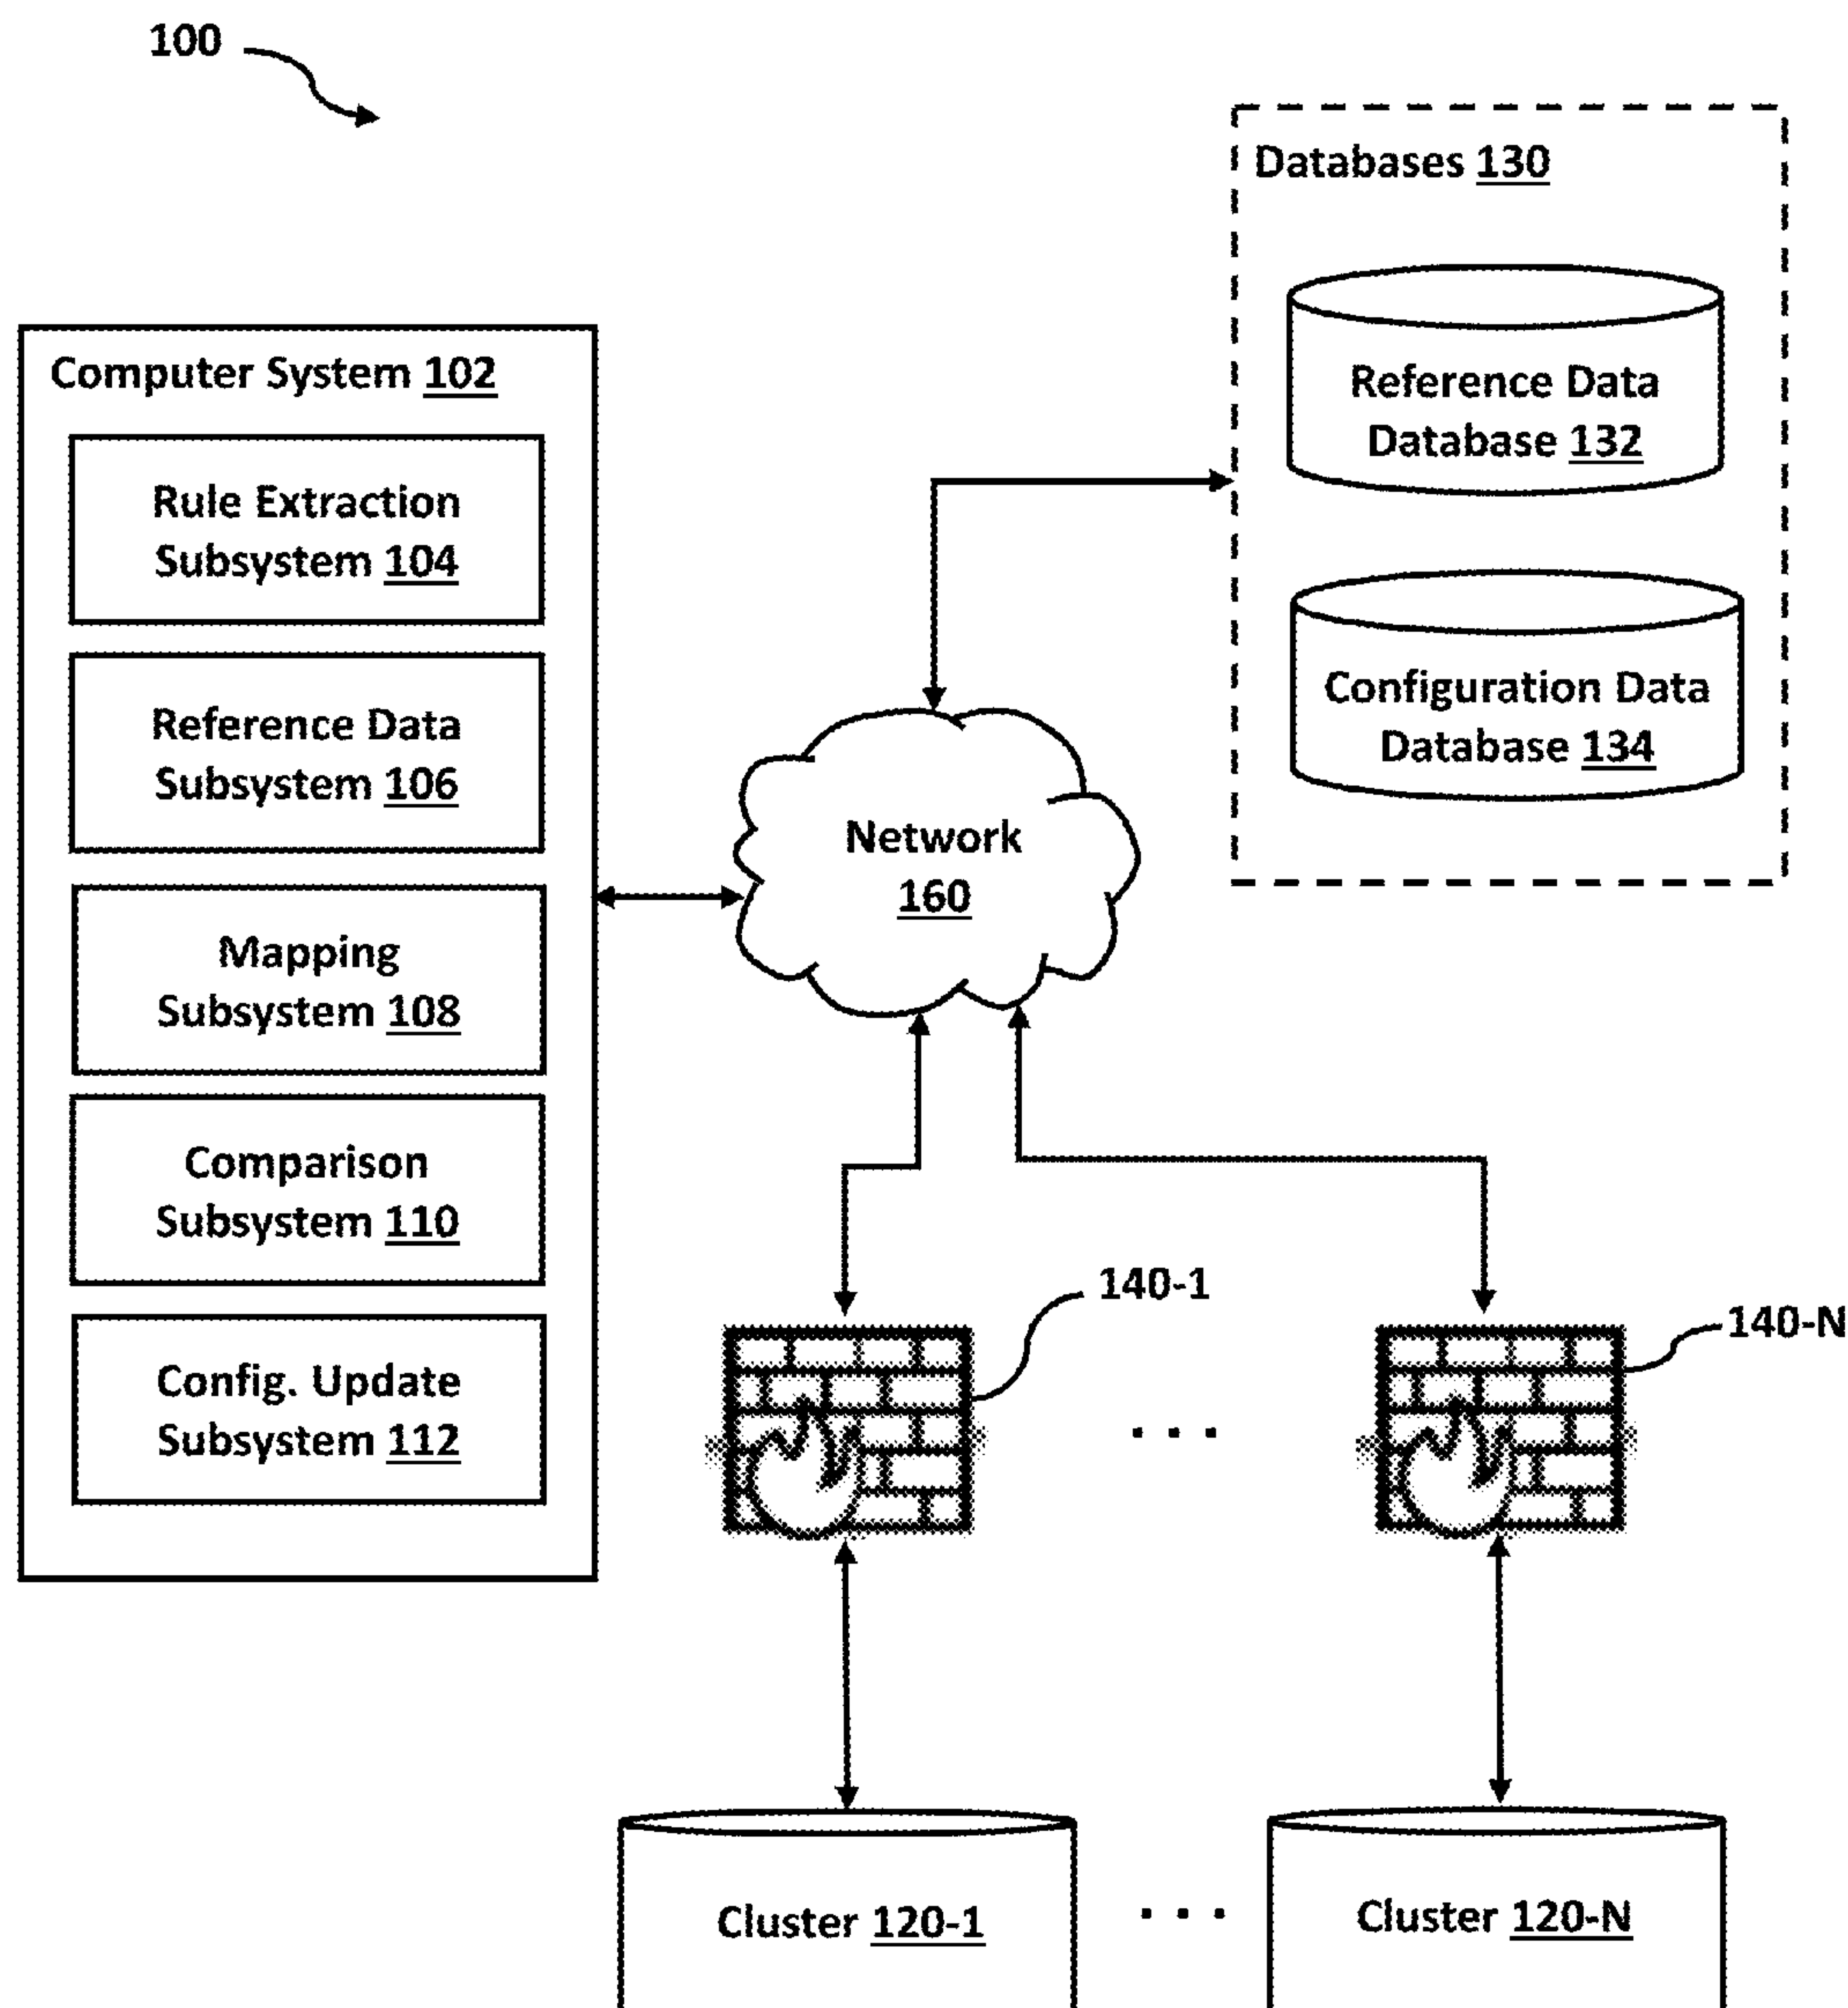 100
Databases 130
Reference Data
Database 132
Configuration Data
Database 134
Computer System 102
Rule Extraction
Subsystem 104
Reference Data
Subsystem 106
Mapping
Subsystem 108
Comparison
Subsystem 110
Config. Update
Subsystem 112
Network
160
140-1
140-N
. . .
Cluster 120-1
. . .
Cluster 120-N